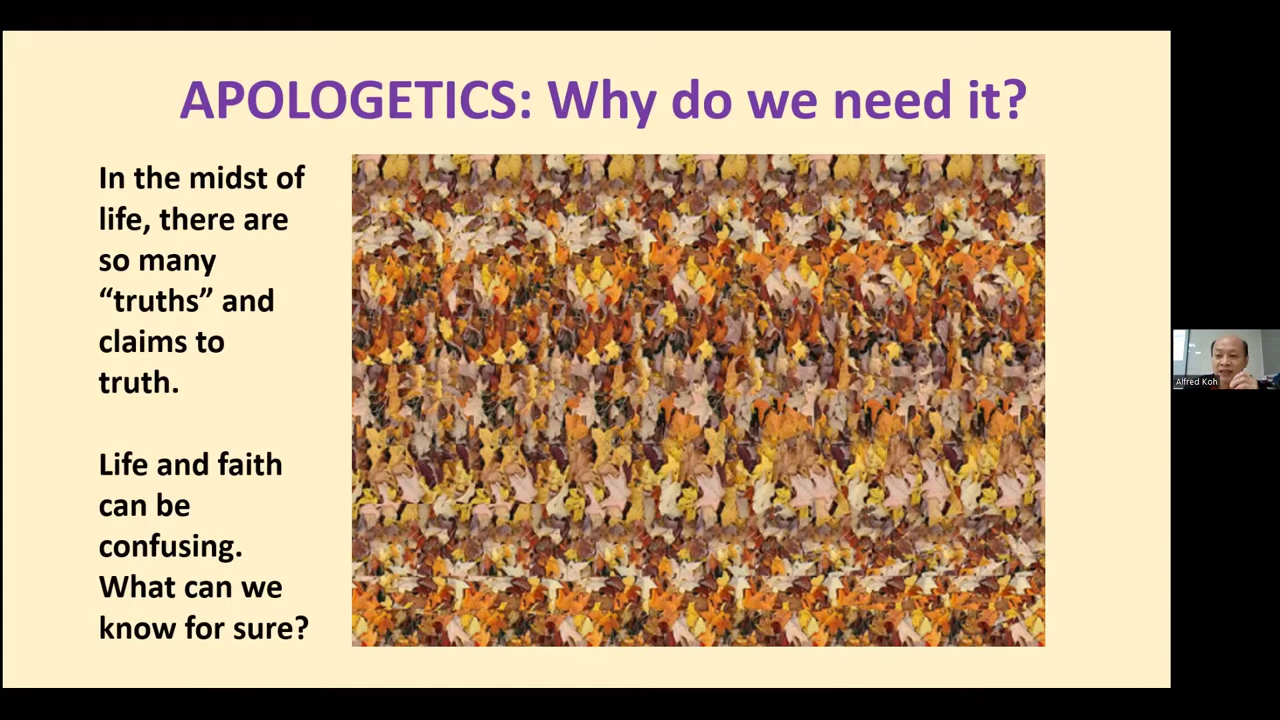 APOLOGETICS: Why do we need it?
In the midst of
life, there are
so many
“truths” and
claims to
truth.
Life and faith
can be
confusing.
What can we
know for sure?
Alfred Koh